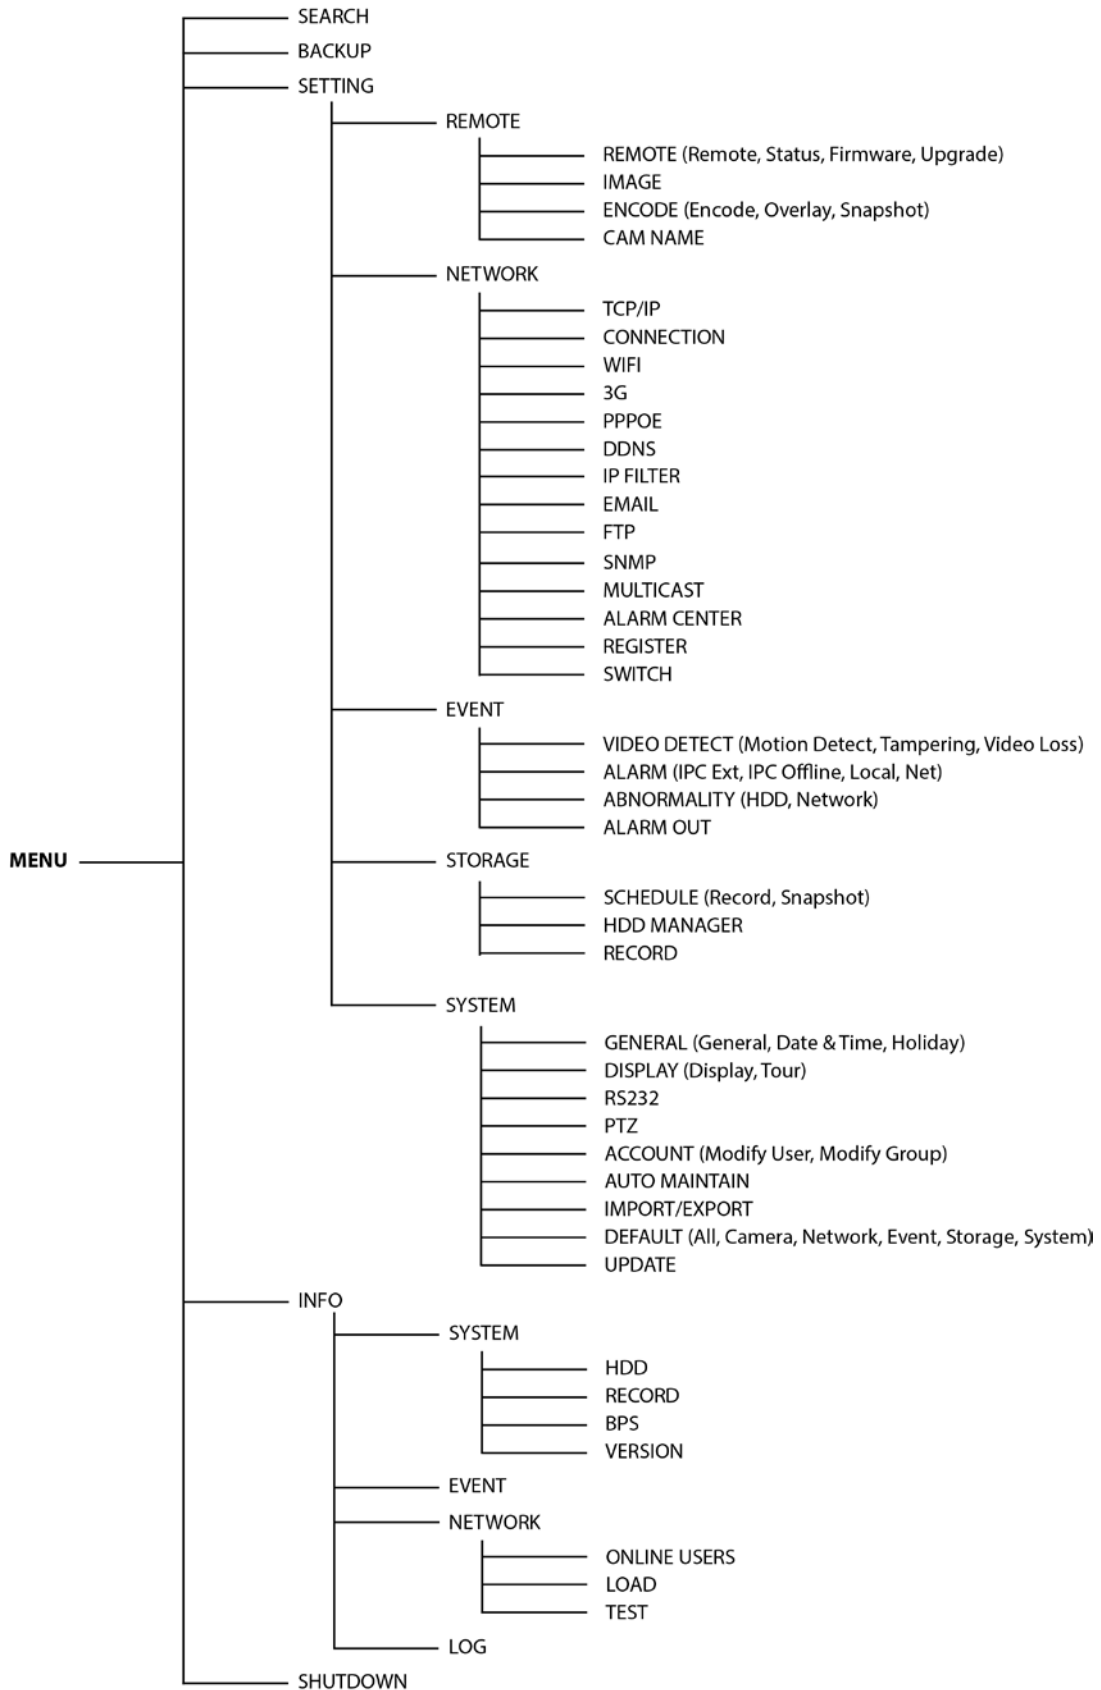 SEARCH
BACKUP
SETTING
REMOTE
REMOTE (Remote, Status, Firmware, Upgrade)
IMAGE
ENCODE (Encode, Overlay, Snapshot)
CAM NAME
NETWORK
TCP/IP
CONNECTION
WIFI
3G
PPPOE
DDNS
IP FILTER
EMAIL
FTP
SNMP
MULTICAST
ALARM CENTER
REGISTER
SWITCH
EVENT
VIDEO DETECT (Motion Detect, Tampering, Video Loss)
ALARM (IPC Ext, IPC Offline, Local, Net)
ABNORMALITY (HDD, Network)
ALARM OUT
MENU
STORAGE
SCHEDULE (Record, Snapshot)
HDD MANAGER
RECORD
SYSTEM
GENERAL (General, Date & Time, Holiday)
DISPLAY (Display, Tour)
RS232
PTZ
ACCOUNT (Modify User, Modify Group)
AUTO MAINTAIN
IMPORT/EXPORT
DEFAULT (All, Camera, Network, Event, Storage, System)
UPDATE
INFO
SYSTEM
HDD
RECORD
BPS
VERSION
EVENT
NETWORK
ONLINE USERS
LOAD
TEST
LOG
SHUTDOWN